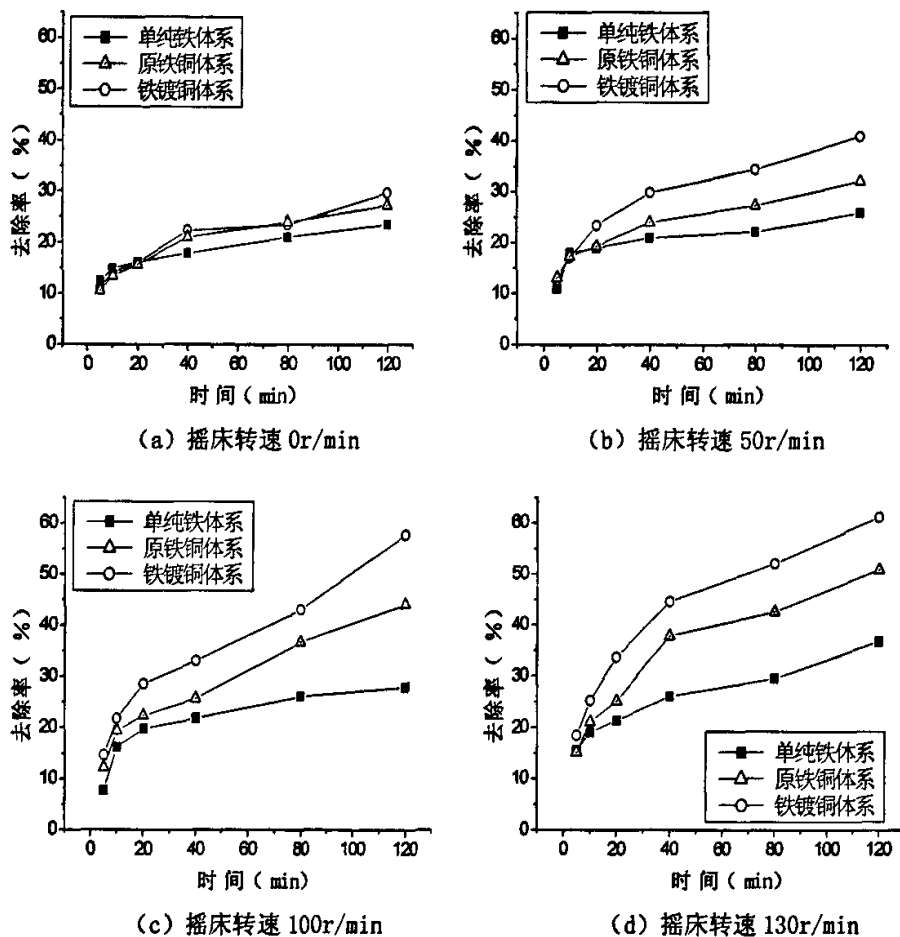 单纯铁体系
原铁铜体系
铁镀铜体系
去除率（ %）
60
50
40
30
20
10
0
0 20 40 60 80 100 120
时 间（ min）
（a）摇床转速 0r/min
单纯铁体系
原铁铜体系
铁镀铜体系
去除率（ %）
60
50
40
30
20
10
0
0 20 40 60 80 100 120
时 间（ min）
（b）摇床转速 50r/min
单纯铁体系
原铁铜体系
铁镀铜体系
去除率（ %）
60
50
40
30
20
10
0
0 20 40 60 80 100 120
时 间（ min）
（c）摇床转速 100r/min
单纯铁体系
原铁铜体系
铁镀铜体系
去除率（ %）
60
50
40
30
20
10
0
0 20 40 60 80 100 120
时 间（ min）
（d）摇床转速 130r/min